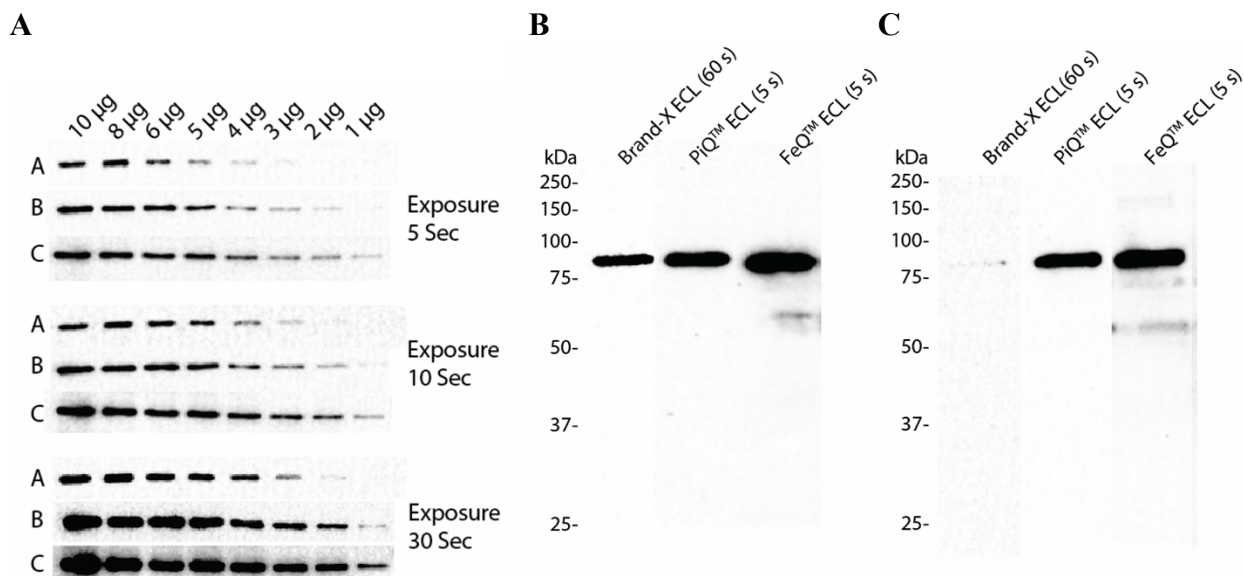 A
10 µg 8 µg 6 µg 5 µg 4 µg 3 µg 2 µg 1 µg
A
B
C
Exposure
5 Sec
A
B
C
Exposure
10 Sec
A
B
C
Exposure
30 Sec
B
Brand-X ECL (60 s)
PiQ™ ECL (5 s)
FeQ™ ECL (5 s)
kDa
250-
150-
100-
75-
50-
37-
25-
C
Brand-X ECL(60 s)
PiQ™ ECL (5 s)
FeQ™ ECL (5 s)
kDa
250-
150-
100-
75-
50-
37-
25-